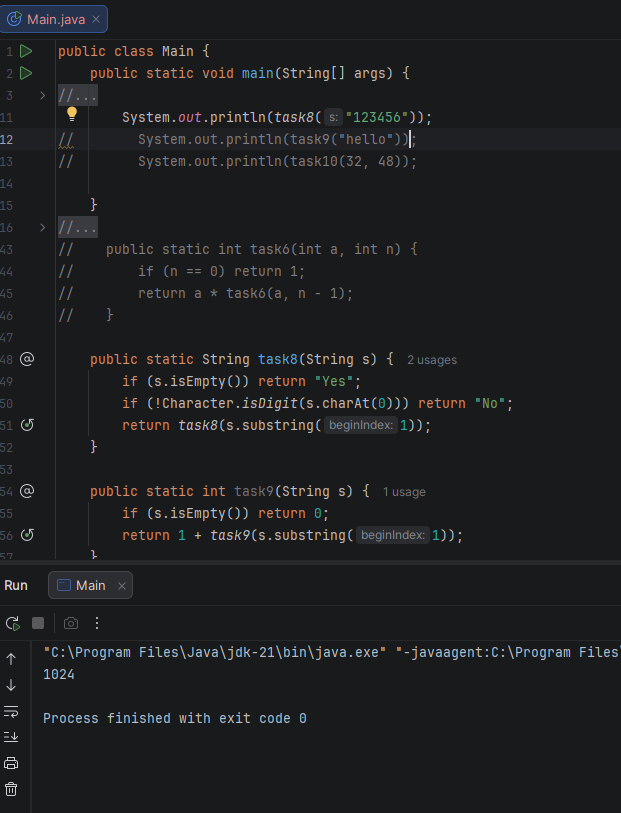 Main.java ×
1 public class Main {
2 public static void main(String[] args) {
3 //...
11 System.out.println(task8( s: "123456"));
12 // System.out.println(task9("hello"));
13 // System.out.println(task10(32, 48));
14
15 }
16 //...
43 // public static int task6(int a, int n) {
44 // if (n == 0) return 1;
45 // return a * task6(a, n - 1);
46 // }
47
48 public static String task8(String s) { 2 usages
49 if (s.isEmpty()) return "Yes";
50 if (!Character.isDigit(s.charAt(0))) return "No";
51 return task8(s.substring( beginIndex: 1));
52 }
53
54 public static int task9(String s) { 1 usage
55 if (s.isEmpty()) return 0;
56 return 1 + task9(s.substring( beginIndex: 1));
57 }
Run Main ×
"C:\Program Files\Java\jdk-21\bin\java.exe" "-javaagent:C:\Program Files\
1024
Process finished with exit code 0